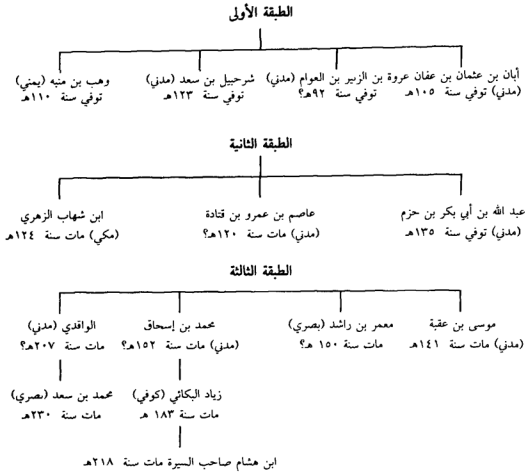 الطبقة الأولى
أبان بن عثمان بن عفان
(مدني) توفي سنة ١٠٥هـ
عروة بن الزبير بن العوام (مدني)
توفي سنة ٩٢هـ؟
شرحبيل بن سعد (مدني)
توفي سنة ١٢٣هـ
وهب بن منبه (يمني)
توفي سنة ١١٠هـ
الطبقة الثانية
عبد الله بن أبي بكر بن حزم
(مدني) توفي سنة ١٣٥هـ
عاصم بن عمرو بن قتادة
(مدني) مات سنة ١٢٠هـ؟
ابن شهاب الزهري
(مكي) مات سنة ١٢٤هـ
الطبقة الثالثة
موسى بن عقبة
(مدني) مات سنة ١٤١هـ
معمر بن راشد (بصري)
مات سنة ١٥٠ هـ؟
محمد بن إسحاق
(مدني) مات سنة ١٥٢هـ؟
الواقدي (مدني)
مات سنة ٢٠٧هـ؟
زياد البكائي (كوفي)
مات سنة ١٨٣ هـ
محمد بن سعد (بصري)
مات سنة ٢٣٠هـ
ابن هشام صاحب السيرة مات سنة ٢١٨هـ